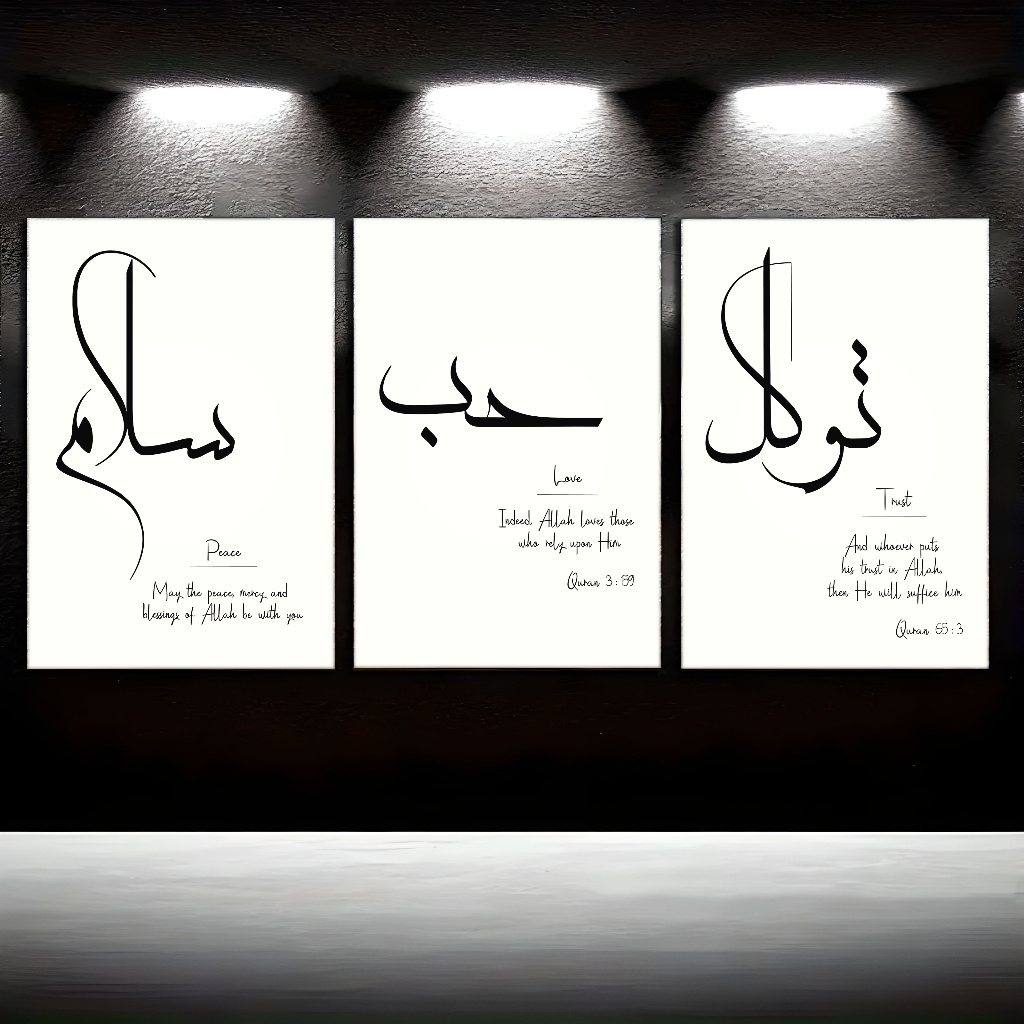 سلام
Peace
May the peace, mercy and
blessings of Allah be with you
حب
Love
Indeed, Allah loves those
who rely upon Him
Quran 3 :
توكل
Trust
And whoever puts
his trust in Allah,
then He will suffice him
Quran : 3